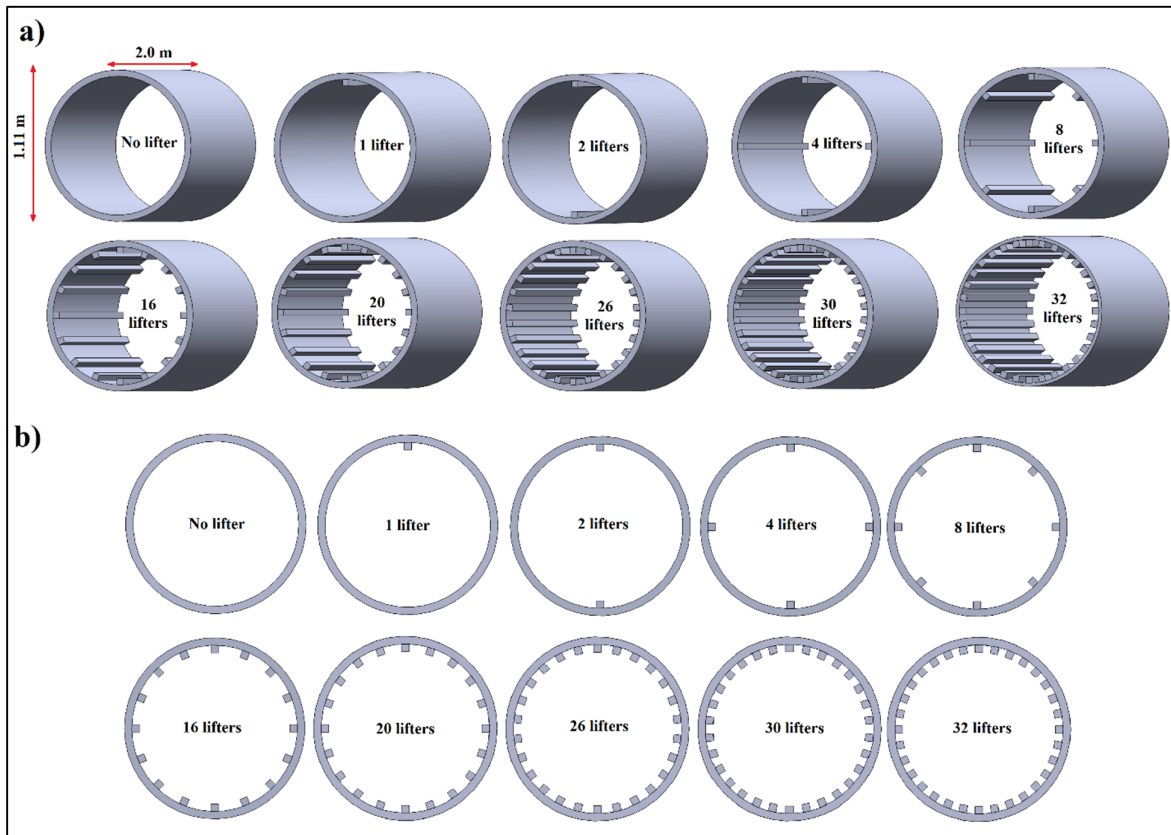 a)
2.0 m
1.11 m
No lifter
1 lifter
2 lifters
4 lifters
8
lifters
16
lifters
20
lifters
26
lifters
30
lifters
32
lifters
b)
No lifter
1 lifter
2 lifters
4 lifters
8 lifters
16 lifters
20 lifters
26 lifters
30 lifters
32 lifters